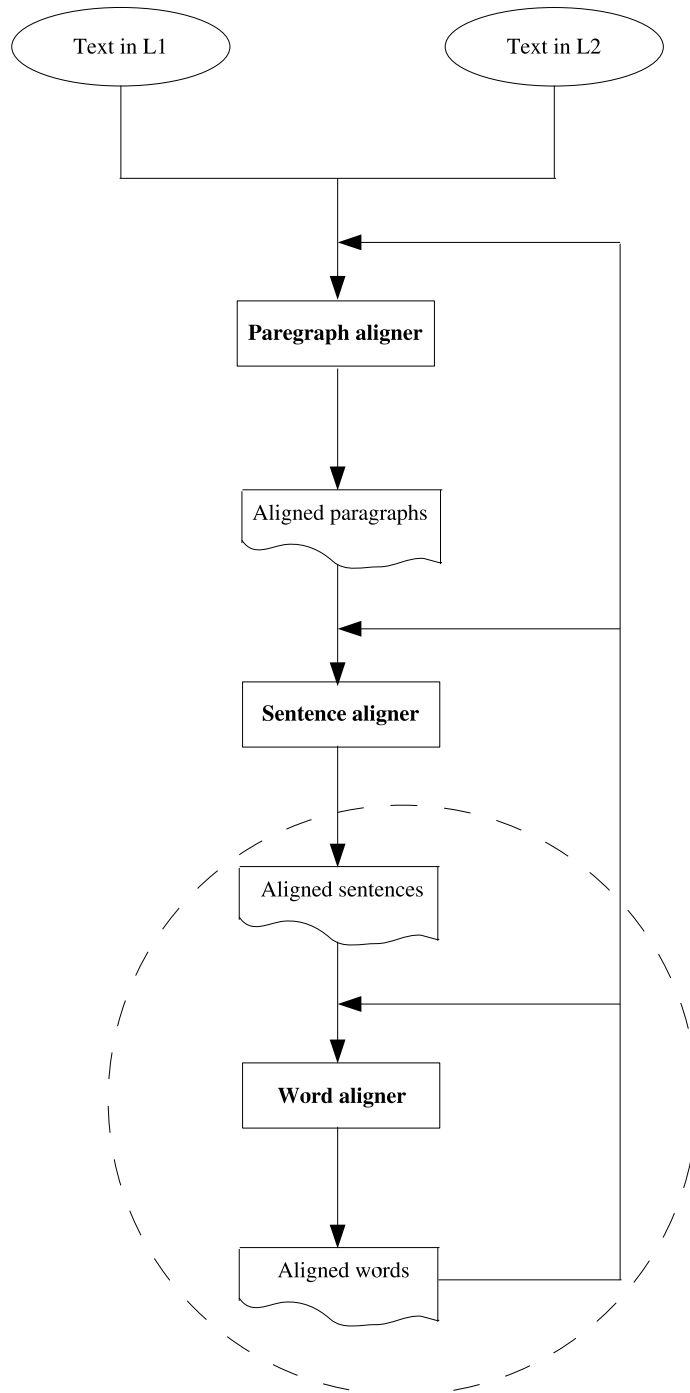 Text in L1
Text in L2
Paregraph aligner
Aligned paragraphs
Sentence aligner
Aligned sentences
Word aligner
Aligned words